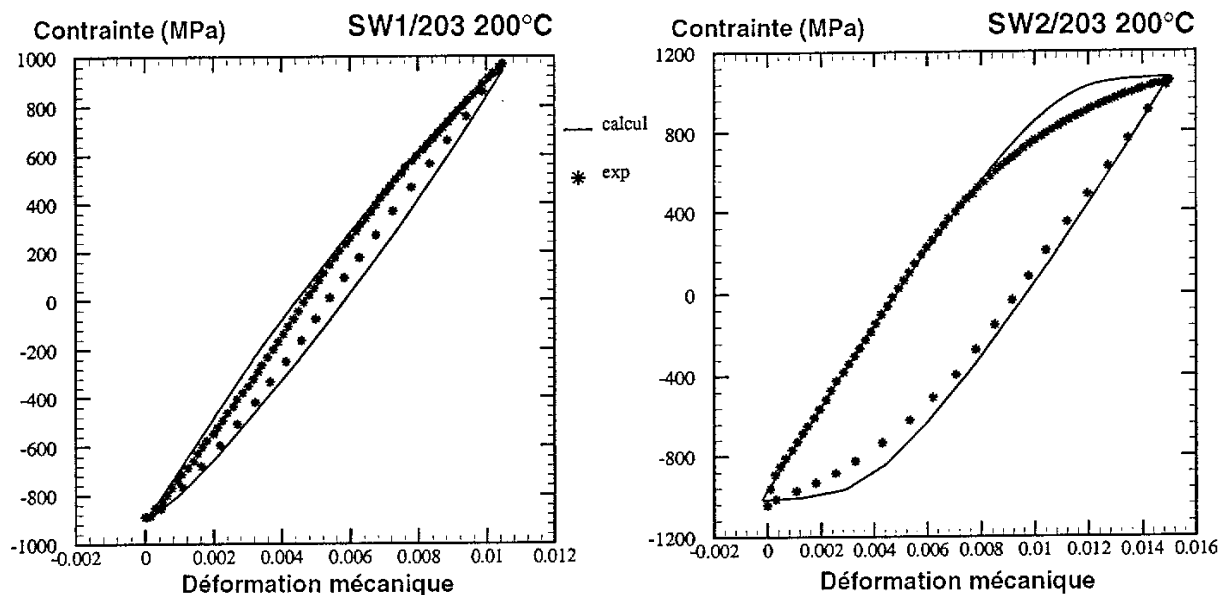 Contrainte (MPa) SW1/203 200°C
1000
800
600
400
200
0
-200
-400
-600
-800
-1000
-0.002 0 0.002 0.004 0.006 0.008 0.01 0.012
Déformation mécanique
calcul
exp
Contrainte (MPa) SW2/203 200°C
1200
800
400
0
-400
-800
-1200
-0.002 0 0.002 0.004 0.006 0.008 0.01 0.012 0.014 0.016
Déformation mécanique